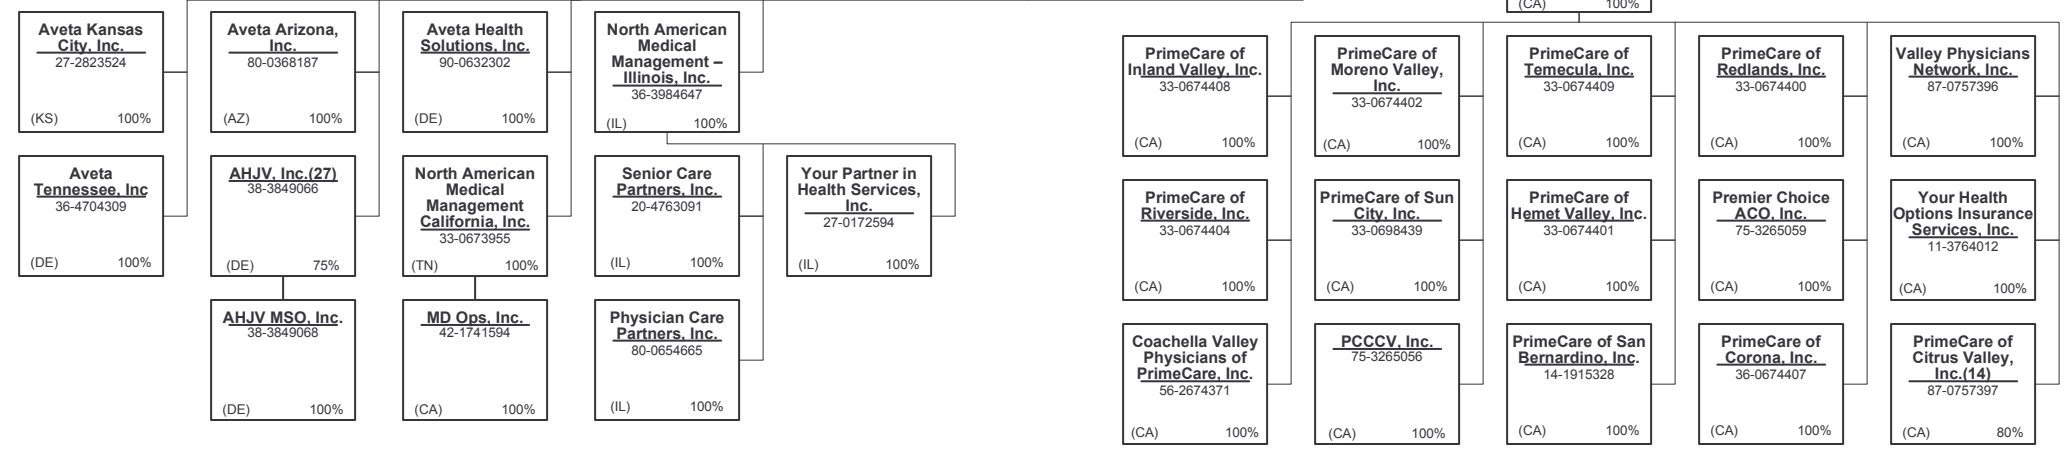 (CA) 100%
Aveta Kansas
City, Inc.
27-2823524
(KS) 100%
Aveta Arizona,
Inc.
80-0368187
(AZ) 100%
Aveta Health
Solutions, Inc.
90-0632302
(DE) 100%
North American
Medical
Management –
Illinois, Inc.
36-3984647
(IL) 100%
PrimeCare of
Inland Valley, Inc.
33-0674408
(CA) 100%
PrimeCare of
Moreno Valley,
Inc.
33-0674402
(CA) 100%
PrimeCare of
Temecula, Inc.
33-0674409
(CA) 100%
PrimeCare of
Redlands, Inc.
33-0674400
(CA) 100%
Valley Physicians
Network, Inc.
87-0757396
(CA) 100%
Aveta
Tennessee, Inc
36-4704309
(DE) 100%
AHJV, Inc.(27)
38-3849066
(DE) 75%
North American
Medical
Management
California, Inc.
33-0673955
(TN) 100%
Senior Care
Partners, Inc.
20-4763091
(IL) 100%
Your Partner in
Health Services,
Inc.
27-0172594
(IL) 100%
PrimeCare of
Riverside, Inc.
33-0674404
(CA) 100%
PrimeCare of Sun
City, Inc.
33-0698439
(CA) 100%
PrimeCare of
Hemet Valley, Inc.
33-0674401
(CA) 100%
Premier Choice
ACO, Inc.
75-3265059
(CA) 100%
Your Health
Options Insurance
Services, Inc.
11-3764012
(CA) 100%
AHJV MSO, Inc.
38-3849068
(DE) 100%
MD Ops, Inc.
42-1741594
(CA) 100%
Physician Care
Partners, Inc.
80-0654665
(IL) 100%
Coachella Valley
Physicians of
PrimeCare, Inc.
56-2674371
(CA) 100%
PCCCV, Inc.
75-3265056
(CA) 100%
PrimeCare of San
Bernardino, Inc.
14-1915328
(CA) 100%
PrimeCare of
Corona, Inc.
36-0674407
(CA) 100%
PrimeCare of
Citrus Valley,
Inc.(14)
87-0757397
(CA) 80%